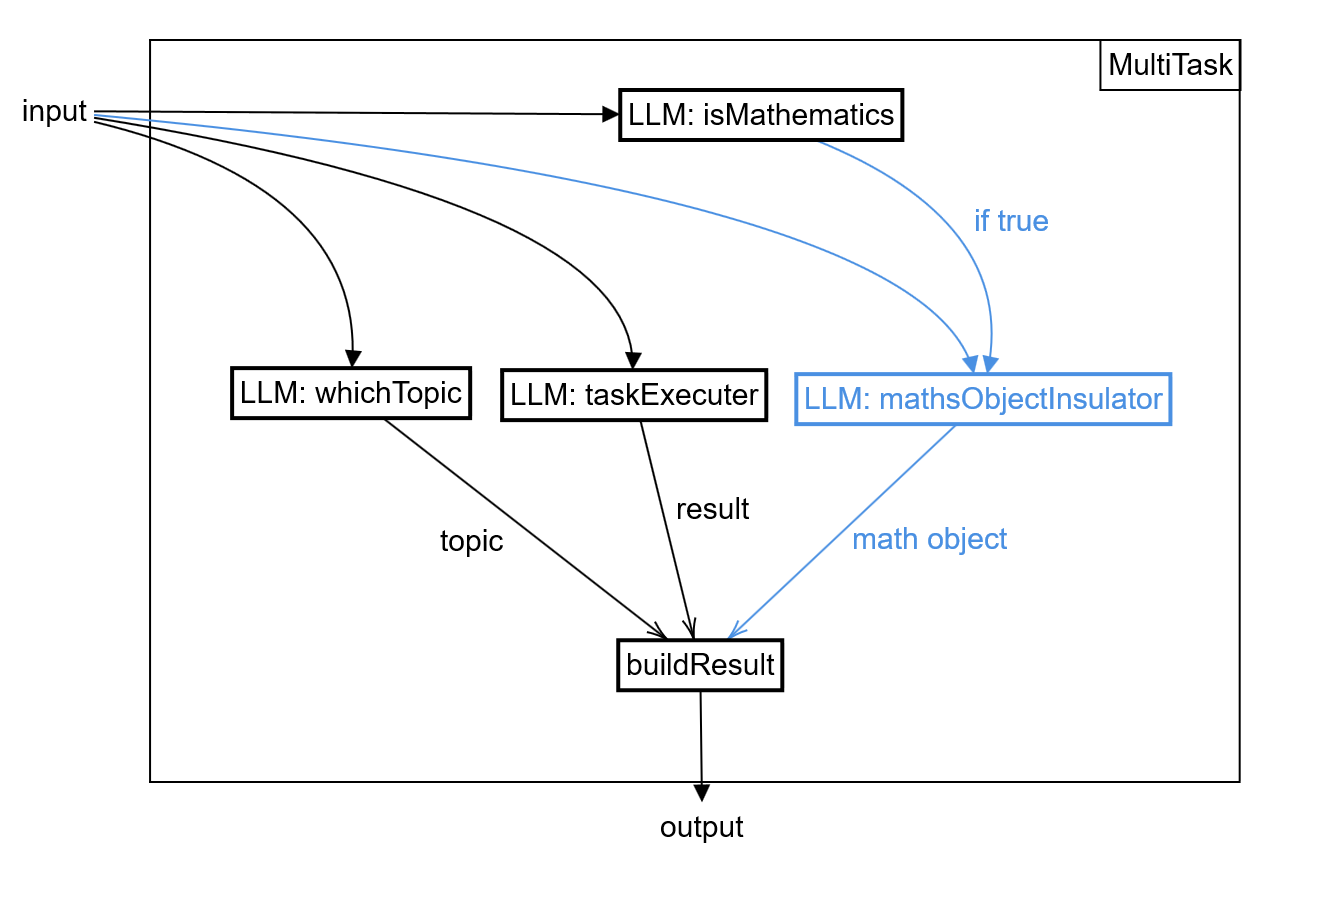 MultiTask
input
LLM: isMathematics
if true
LLM: whichTopic
LLM: taskExecuter
LLM: mathsObjectInsulator
result
topic
math object
buildResult
output